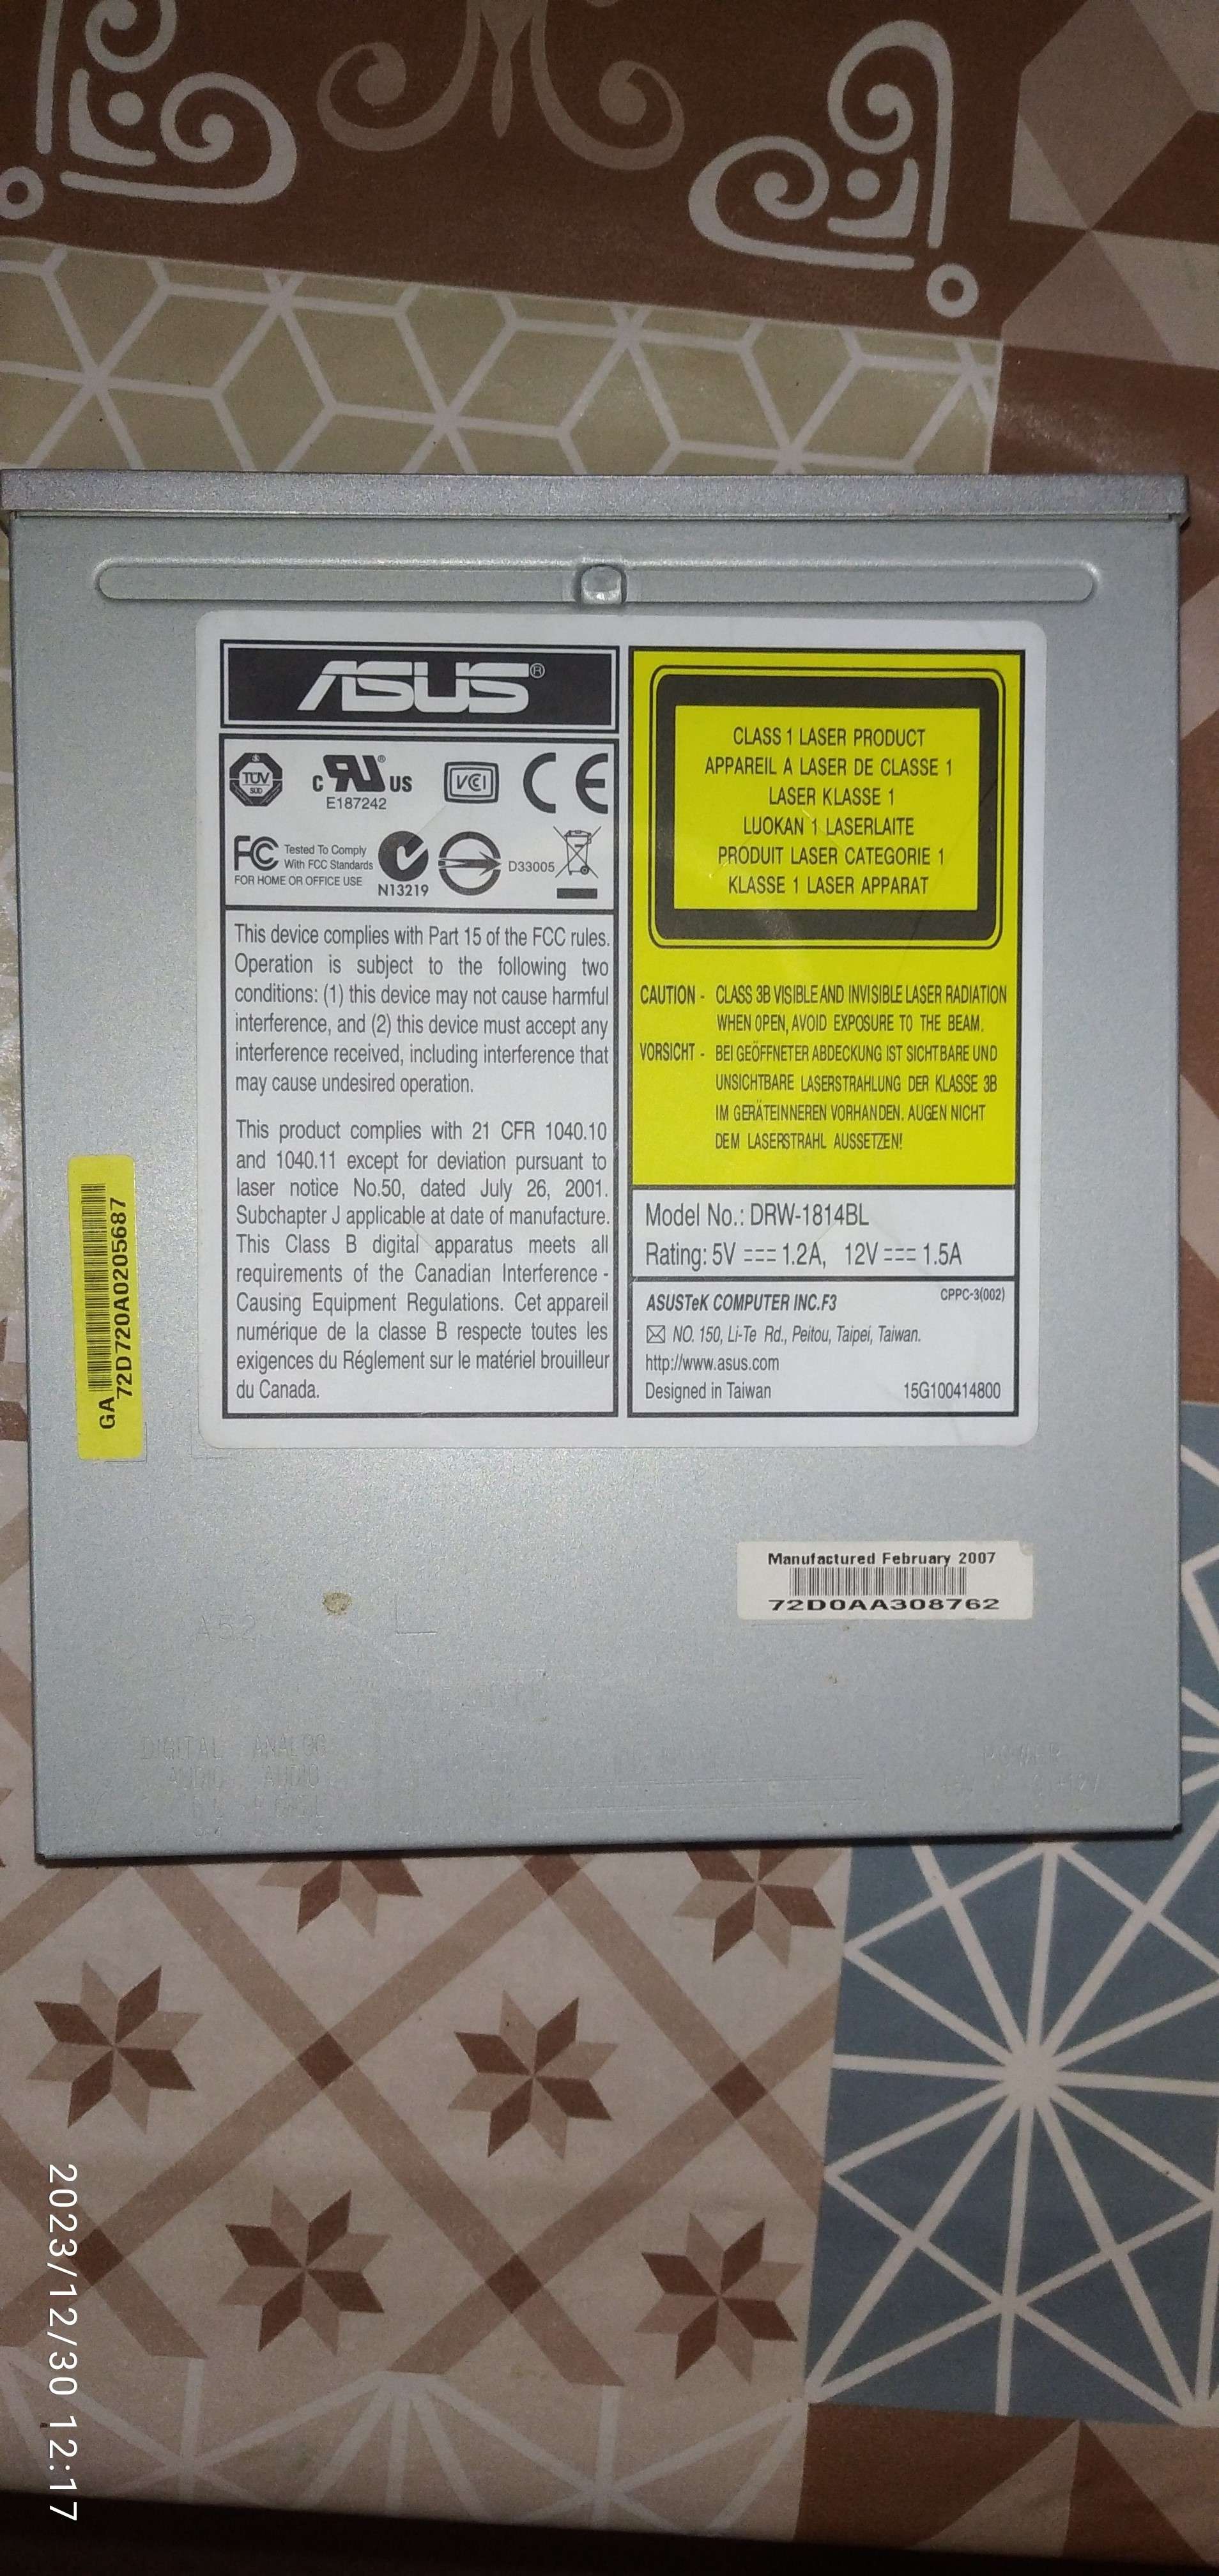 ASUS®
TÜV
SÜD
c RU® US
E187242
VCI
CE
FC Tested To Comply
With FCC Standards
FOR HOME OR OFFICE USE
N13219
D33005
This device complies with Part 15 of the FCC rules.
Operation is subject to the following two
conditions: (1) this device may not cause harmful
interference, and (2) this device must accept any
interference received, including interference that
may cause undesired operation.
This product complies with 21 CFR 1040.10
and 1040.11 except for deviation pursuant to
laser notice No.50, dated July 26, 2001.
Subchapter J applicable at date of manufacture.
This Class B digital apparatus meets all
requirements of the Canadian Interference -
Causing Equipment Regulations. Cet appareil
numérique de la classe B respecte toutes les
exigences du Réglement sur le matériel brouilleur
du Canada.
CLASS 1 LASER PRODUCT
APPAREIL A LASER DE CLASSE 1
LASER KLASSE 1
LUOKAN 1 LASERLAITE
PRODUIT LASER CATEGORIE 1
KLASSE 1 LASER APPARAT
CAUTION - CLASS 3B VISIBLE AND INVISIBLE LASER RADIATION
WHEN OPEN, AVOID EXPOSURE TO THE BEAM.
VORSICHT - BEI GEÖFFNETER ABDECKUNG IST SICHTBARE UND
UNSICHTBARE LASERSTRAHLUNG DER KLASSE 3B
IM GERÄTEINNEREN VORHANDEN. AUGEN NICHT
DEM LASERSTRAHL AUSSETZEN!
Model No.: DRW-1814BL
Rating: 5V ⎓ 1.2A, 12V ⎓ 1.5A
ASUSTeK COMPUTER INC.F3 CPPC-3(002)
NO. 150, Li-Te Rd., Peitou, Taipei, Taiwan.
http://www.asus.com
Designed in Taiwan 15G100414800
GA
72D720A0205687
Manufactured February 2007
72D0AA308762
A52
DIGITAL ANALOG
AUDIO AUDIO
POWER
2023/12/30 12:17